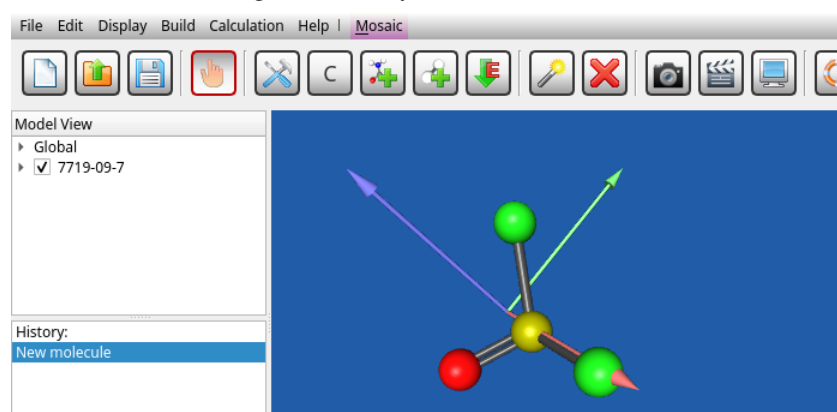 File Edit Display Build Calculation Help Mosaic
C E
Model View
Global
7719-09-7
History:
New molecule